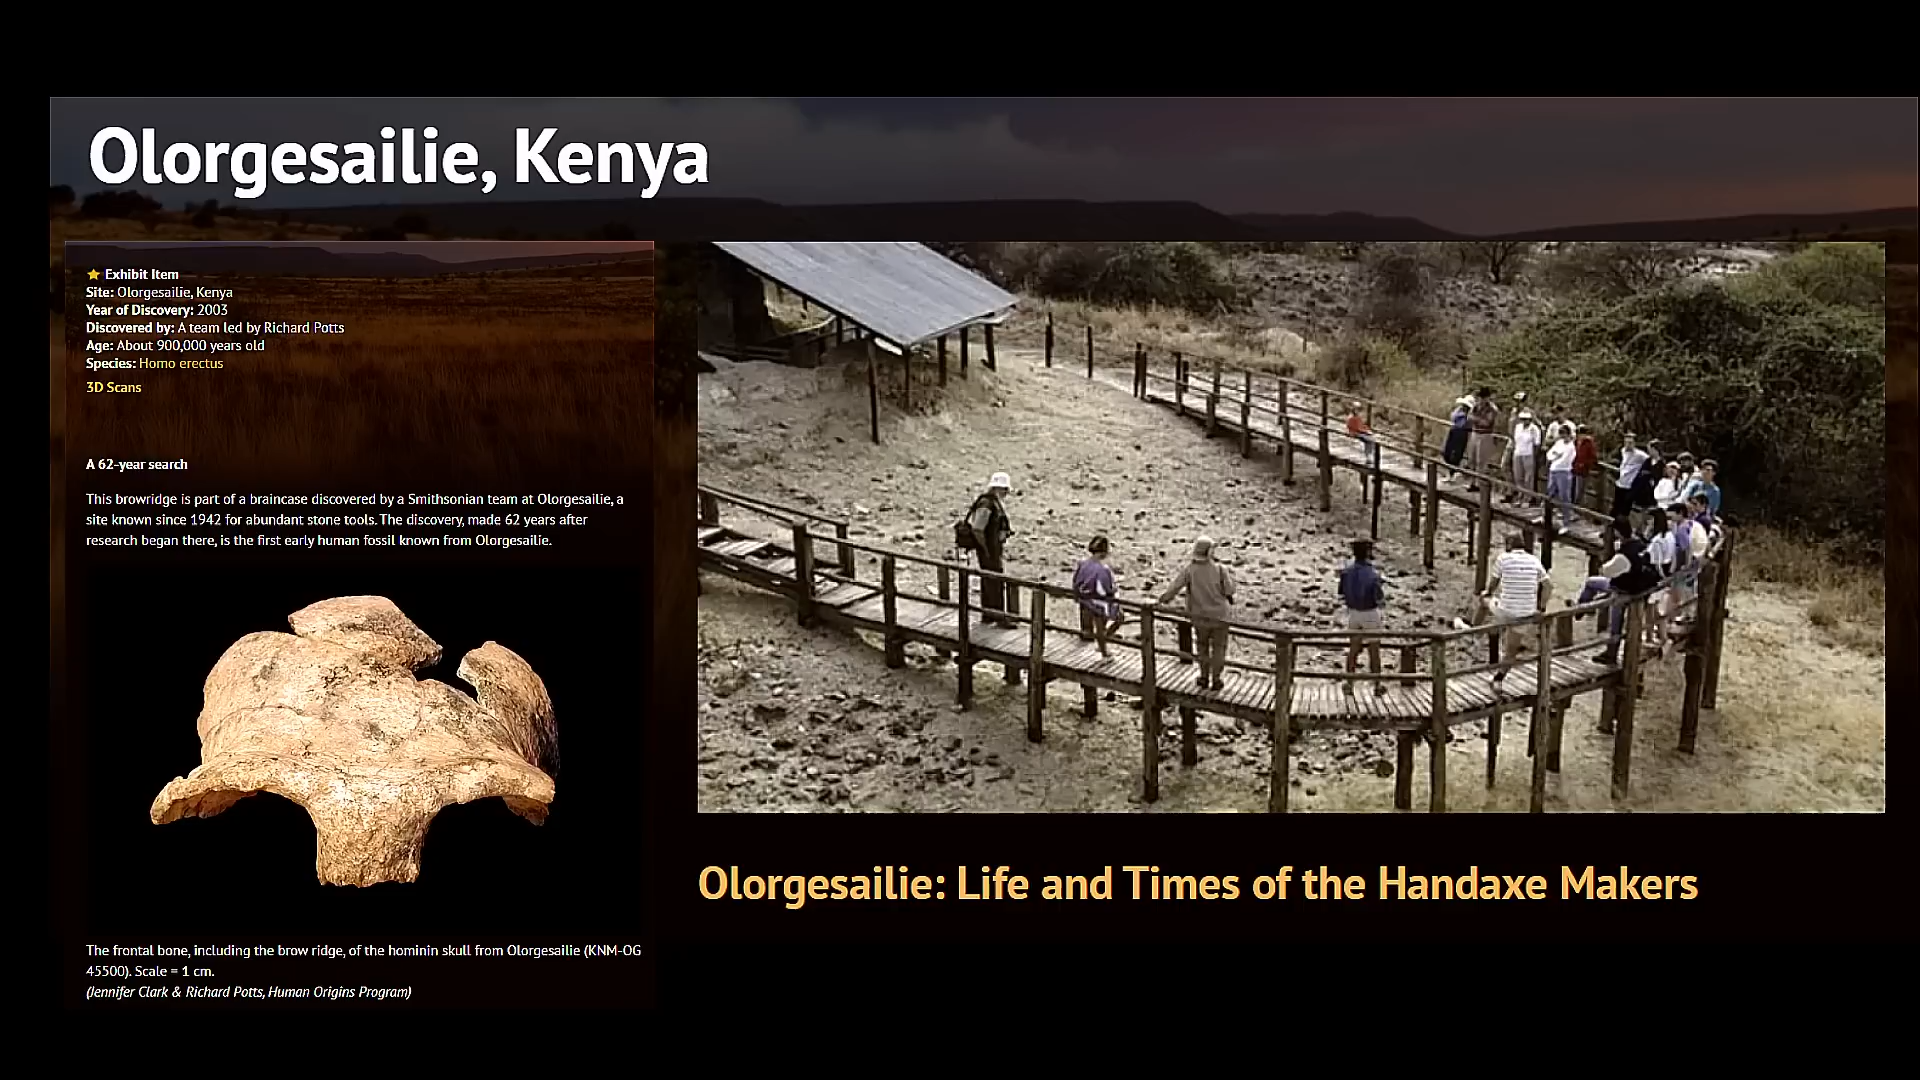 Olorgesailie, Kenya
Exhibit Item
Site: Olorgesailie, Kenya
Year of Discovery: 2003
Discovered by: A team led by Richard Potts
Age: About 900,000 years old
Species: Homo erectus
3D Scans
A 62-year search
This browridge is part of a braincase discovered by a Smithsonian team at Olorgesailie, a
site known since 1942 for abundant stone tools. The discovery, made 62 years after
research began there, is the first early human fossil known from Olorgesailie.
The frontal bone, including the brow ridge, of the hominin skull from Olorgesailie (KNM-OG
45500). Scale = 1 cm.
(Jennifer Clark & Richard Potts, Human Origins Program)
Olorgesailie: Life and Times of the Handaxe Makers